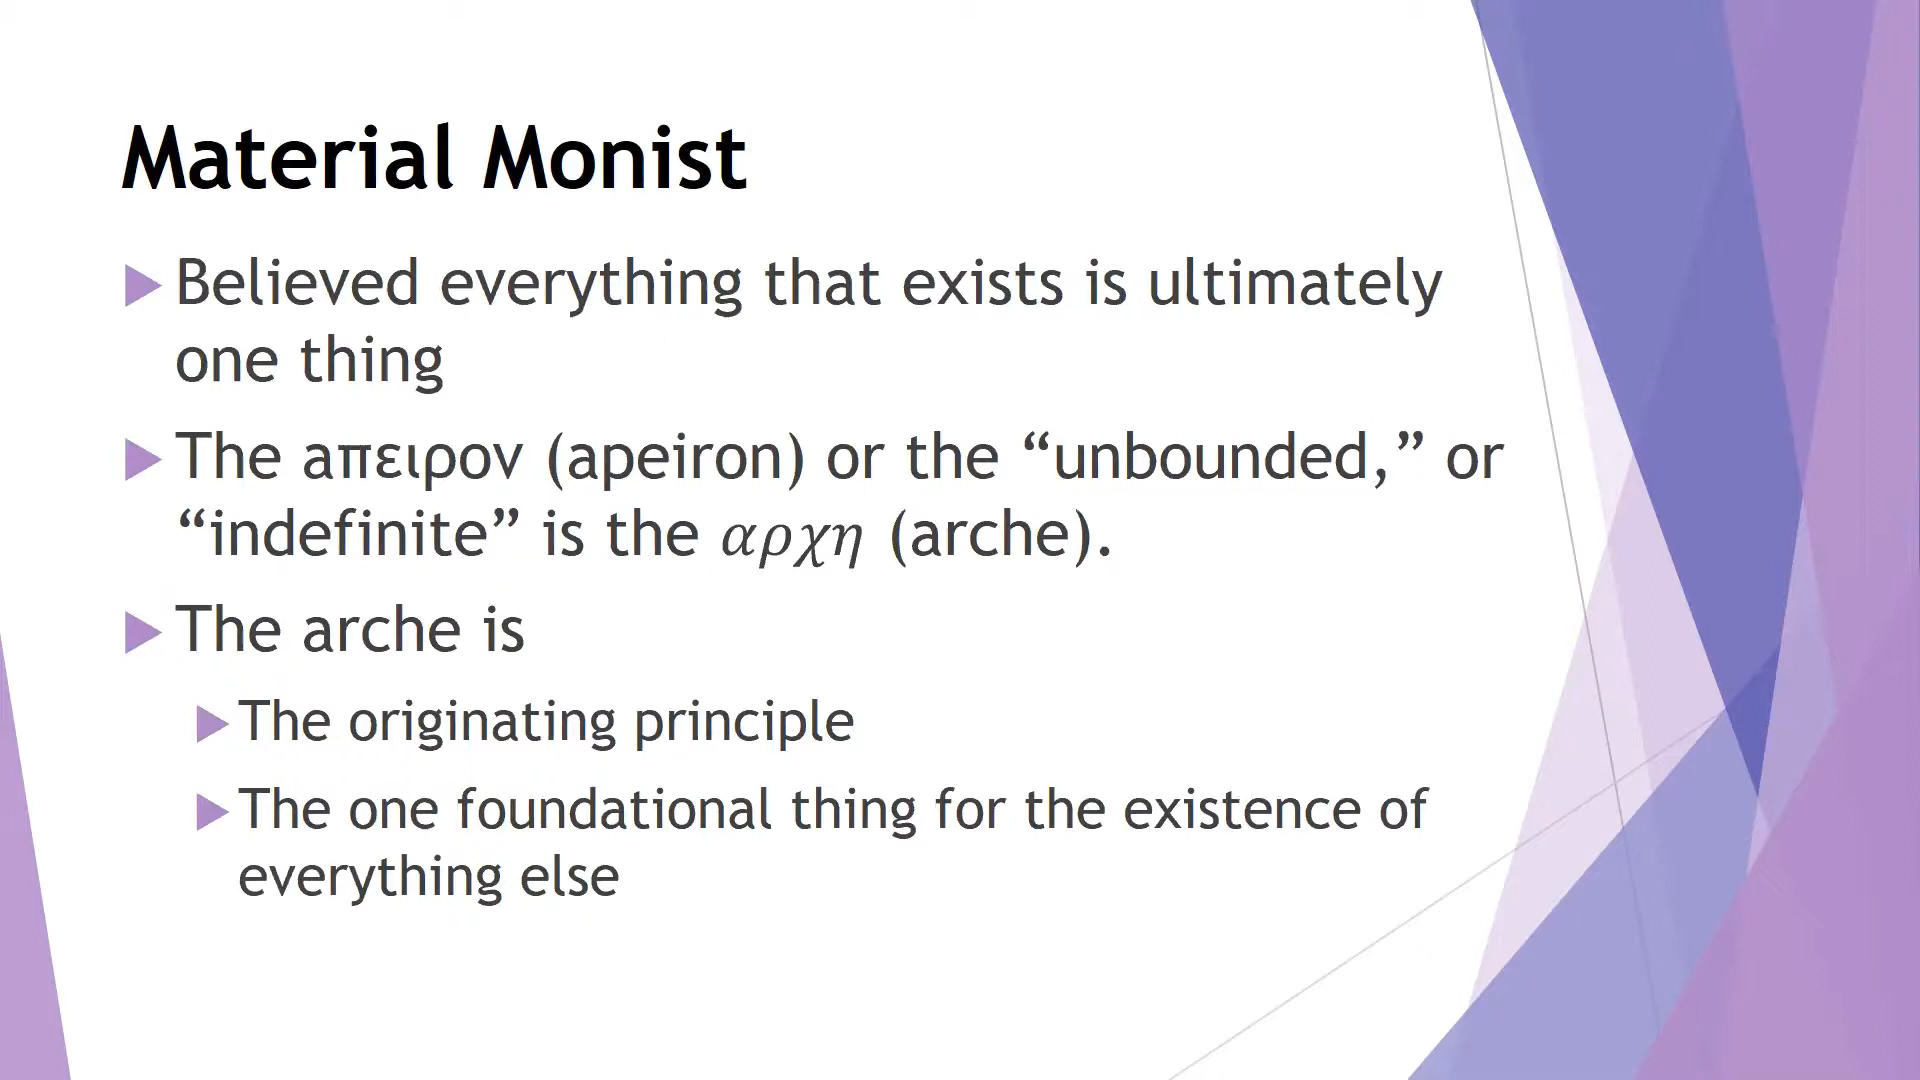 Material Monist
Believed everything that exists is ultimately
one thing
The απειρον (apeiron) or the “unbounded,” or
“indefinite” is the αρχη (arche).
The arche is
The originating principle
The one foundational thing for the existence of
everything else